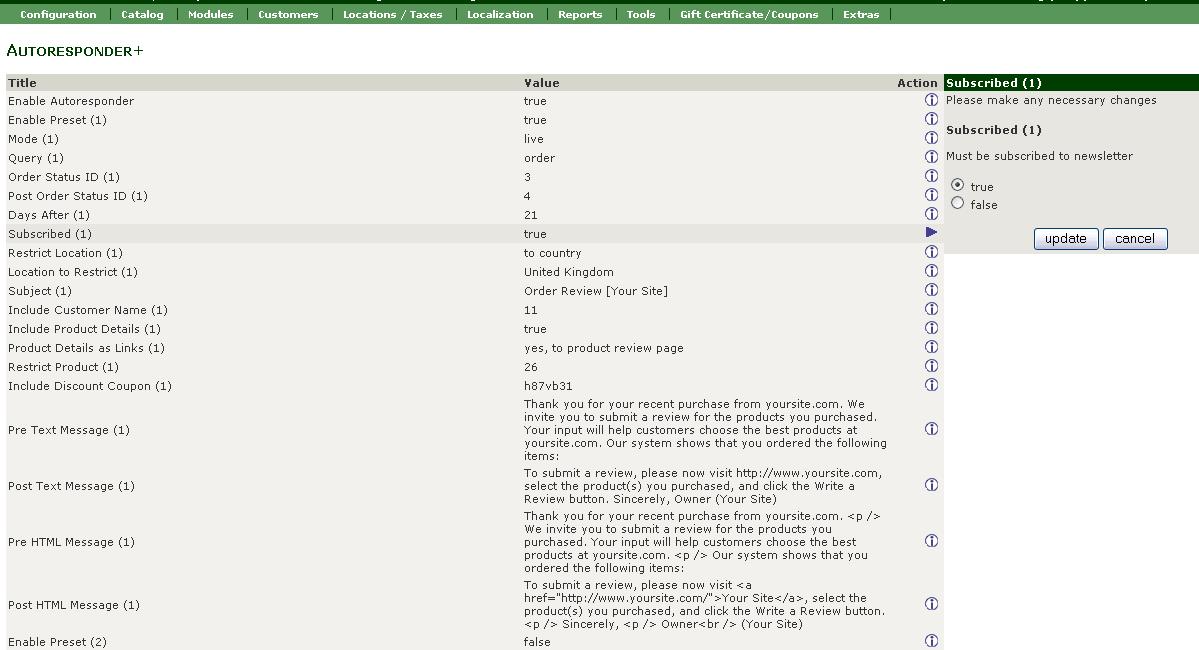 Configuration Catalog Modules Customers Locations / Taxes Localization Reports Tools Gift Certificate/Coupons Extras
AUTORESPONDER+
Title Value Action
Enable Autoresponder true
Enable Preset (1) true
Mode (1) live
Query (1) order
Order Status ID (1) 3
Post Order Status ID (1) 4
Days After (1) 21
Subscribed (1) true
Restrict Location (1) to country
Location to Restrict (1) United Kingdom
Subject (1) Order Review [Your Site]
Include Customer Name (1) 11
Include Product Details (1) true
Product Details as Links (1) yes, to product review page
Restrict Product (1) 26
Include Discount Coupon (1) h87vb31
Pre Text Message (1)
Thank you for your recent purchase from yoursite.com. We
invite you to submit a review for the products you purchased.
Your input will help customers choose the best products at
yoursite.com. Our system shows that you ordered the following
items:
Post Text Message (1)
To submit a review, please now visit http://www.yoursite.com,
select the product(s) you purchased, and click the Write a
Review button. Sincerely, Owner (Your Site)
Pre HTML Message (1)
Thank you for your recent purchase from yoursite.com. <p />
We invite you to submit a review for the products you
purchased. Your input will help customers choose the best
products at yoursite.com. <p /> Our system shows that you
ordered the following items:
Post HTML Message (1)
To submit a review, please now visit <a
href="http://www.yoursite.com/">Your Site</a>, select the
product(s) you purchased, and click the Write a Review button.
<p /> Sincerely, <p /> Owner<br /> (Your Site)
Enable Preset (2) false
Subscribed (1)
Please make any necessary changes
Subscribed (1)
Must be subscribed to newsletter
true
false
update cancel